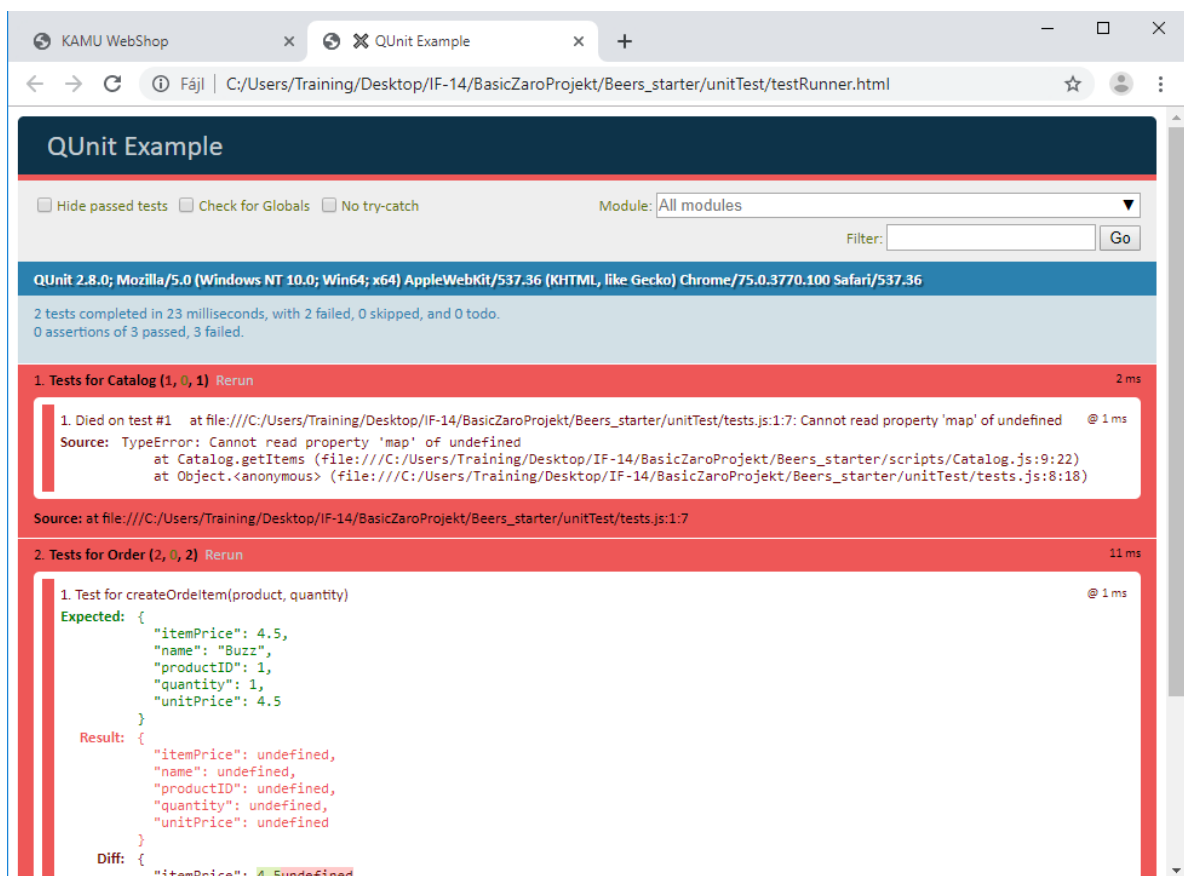 KAMU WebShop
QUnit Example
Fájl | C:/Users/Training/Desktop/IF-14/BasicZaroProjekt/Beers_starter/unitTest/testRunner.html
QUnit Example
Hide passed tests Check for Globals No try-catch Module: All modules
Filter: Go
QUnit 2.8.0; Mozilla/5.0 (Windows NT 10.0; Win64; x64) AppleWebKit/537.36 (KHTML, like Gecko) Chrome/75.0.3770.100 Safari/537.36
2 tests completed in 23 milliseconds, with 2 failed, 0 skipped, and 0 todo.
0 assertions of 3 passed, 3 failed.
1. Tests for Catalog (1, 0, 1) Rerun 2 ms
1. Died on test #1 at file:///C:/Users/Training/Desktop/IF-14/BasicZaroProjekt/Beers_starter/unitTest/tests.js:1:7: Cannot read property 'map' of undefined @ 1 ms
Source: TypeError: Cannot read property 'map' of undefined
at Catalog.getItems (file:///C:/Users/Training/Desktop/IF-14/BasicZaroProjekt/Beers_starter/scripts/Catalog.js:9:22)
at Object.<anonymous> (file:///C:/Users/Training/Desktop/IF-14/BasicZaroProjekt/Beers_starter/unitTest/tests.js:8:18)
Source: at file:///C:/Users/Training/Desktop/IF-14/BasicZaroProjekt/Beers_starter/unitTest/tests.js:1:7
2. Tests for Order (2, 0, 2) Rerun 11 ms
1. Test for createOrdeItem(product, quantity) @ 1 ms
Expected: {
"itemPrice": 4.5,
"name": "Buzz",
"productID": 1,
"quantity": 1,
"unitPrice": 4.5
}
Result: {
"itemPrice": undefined,
"name": undefined,
"productID": undefined,
"quantity": undefined,
"unitPrice": undefined
}
Diff: {
"itemPrice": 4.5undefined